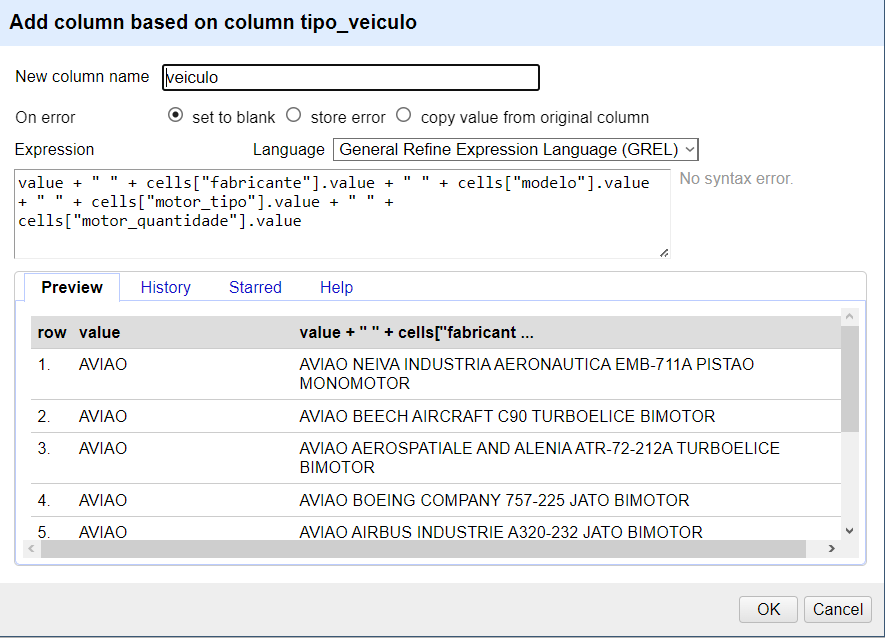 Add column based on column tipo_veiculo
New column name veiculo
On error set to blank store error copy value from original column
Expression Language General Refine Expression Language (GREL)
value + " " + cells["fabricante"].value + " " + cells["modelo"].value
+ " " + cells["motor_tipo"].value + " " +
cells["motor_quantidade"].value
No syntax error.
Preview History Starred Help
row value value + " " + cells["fabricant ...
1. AVIAO AVIAO NEIVA INDUSTRIA AERONAUTICA EMB-711A PISTAO
MONOMOTOR
2. AVIAO AVIAO BEECH AIRCRAFT C90 TURBOELICE BIMOTOR
3. AVIAO AVIAO AEROSPATIALE AND ALENIA ATR-72-212A TURBOELICE
BIMOTOR
4. AVIAO AVIAO BOEING COMPANY 757-225 JATO BIMOTOR
5. AVIAO AVIAO AIRBUS INDUSTRIE A320-232 JATO BIMOTOR
OK Cancel